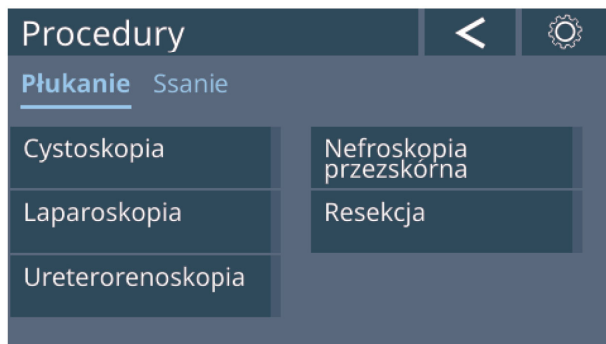 Procedury
Płukanie Ssanie
Cystoskopia
Nefroskopia
przezskórna
Laparoskopia
Resekcja
Ureterorenoskopia